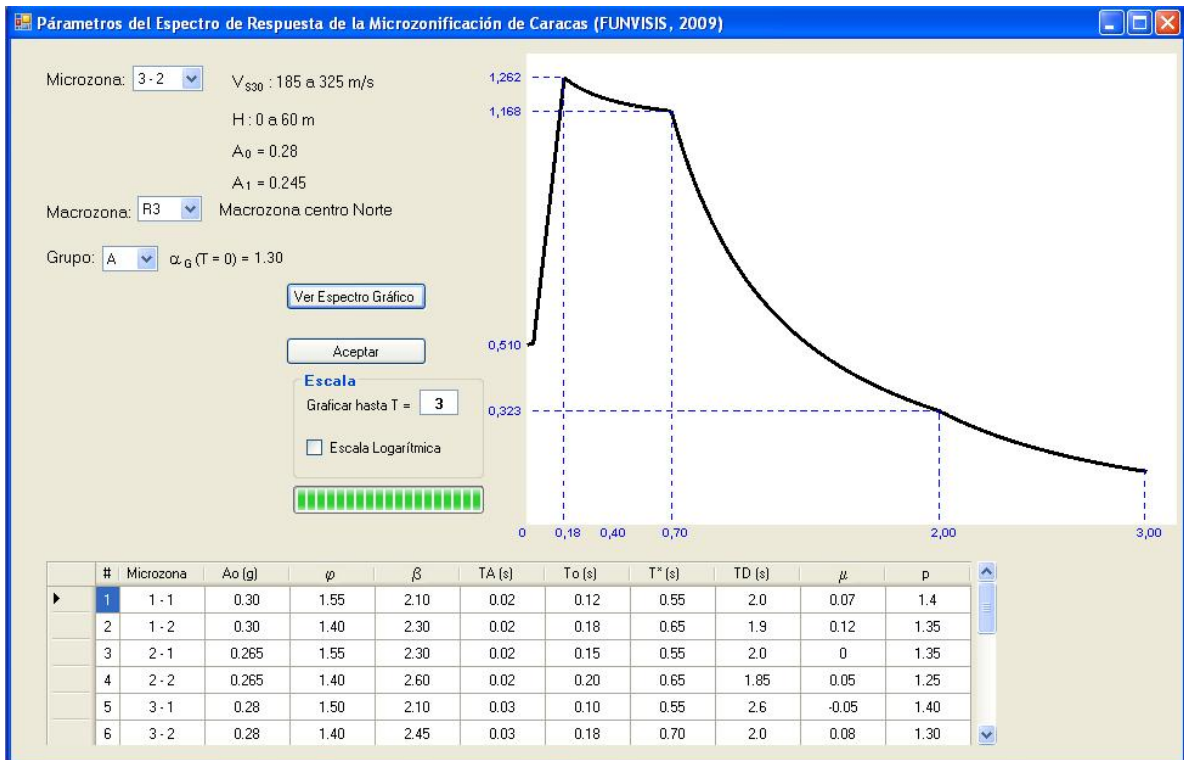 Párametros del Espectro de Respuesta de la Microzonificación de Caracas (FUNVISIS, 2009)
Microzona: 3 - 2
VS30 : 185 a 325 m/s
H : 0 a 60 m
A0 = 0.28
A1 = 0.245
Macrozona: R3 Macrozona centro Norte
Grupo: A αG (T = 0) = 1.30
Ver Espectro Gráfico
Aceptar
Escala
Graficar hasta T = 3
Escala Logarítmica
1,262
1,168
0,510
0,323
0 0,18 0,40 0,70 2,00 3,00
# Microzona Ao (g) φ β TA (s) To (s) T* (s) TD (s) μ p
1 1 - 1 0.30 1.55 2.10 0.02 0.12 0.55 2.0 0.07 1.4
2 1 - 2 0.30 1.40 2.30 0.02 0.18 0.65 1.9 0.12 1.35
3 2 - 1 0.265 1.55 2.30 0.02 0.15 0.55 2.0 0 1.35
4 2 - 2 0.265 1.40 2.60 0.02 0.20 0.65 1.85 0.05 1.25
5 3 - 1 0.28 1.50 2.10 0.03 0.10 0.55 2.6 -0.05 1.40
6 3 - 2 0.28 1.40 2.45 0.03 0.18 0.70 2.0 0.08 1.30